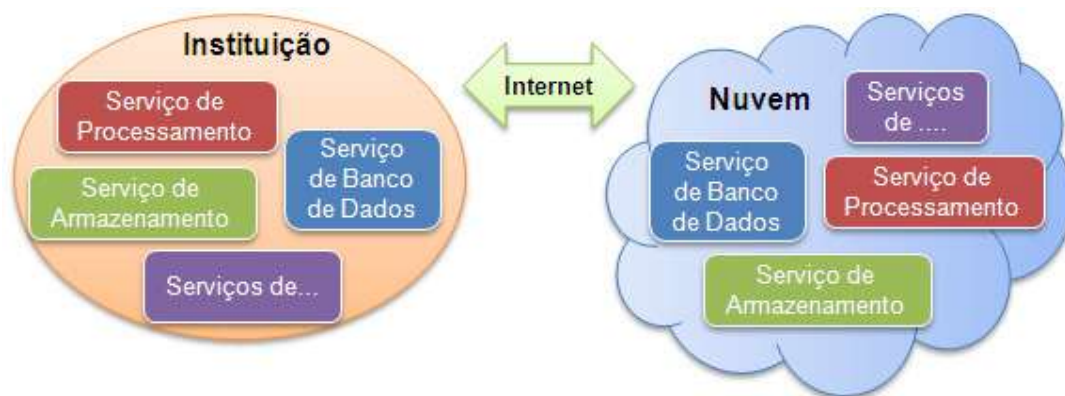 Instituição
Serviço de
Processamento
Serviço
de Banco
de Dados
Serviço de
Armazenamento
Serviços de...
Internet
Nuvem
Serviços
de ....
Serviço
de Banco
de Dados
Serviço de
Processamento
Serviço de
Armazenamento